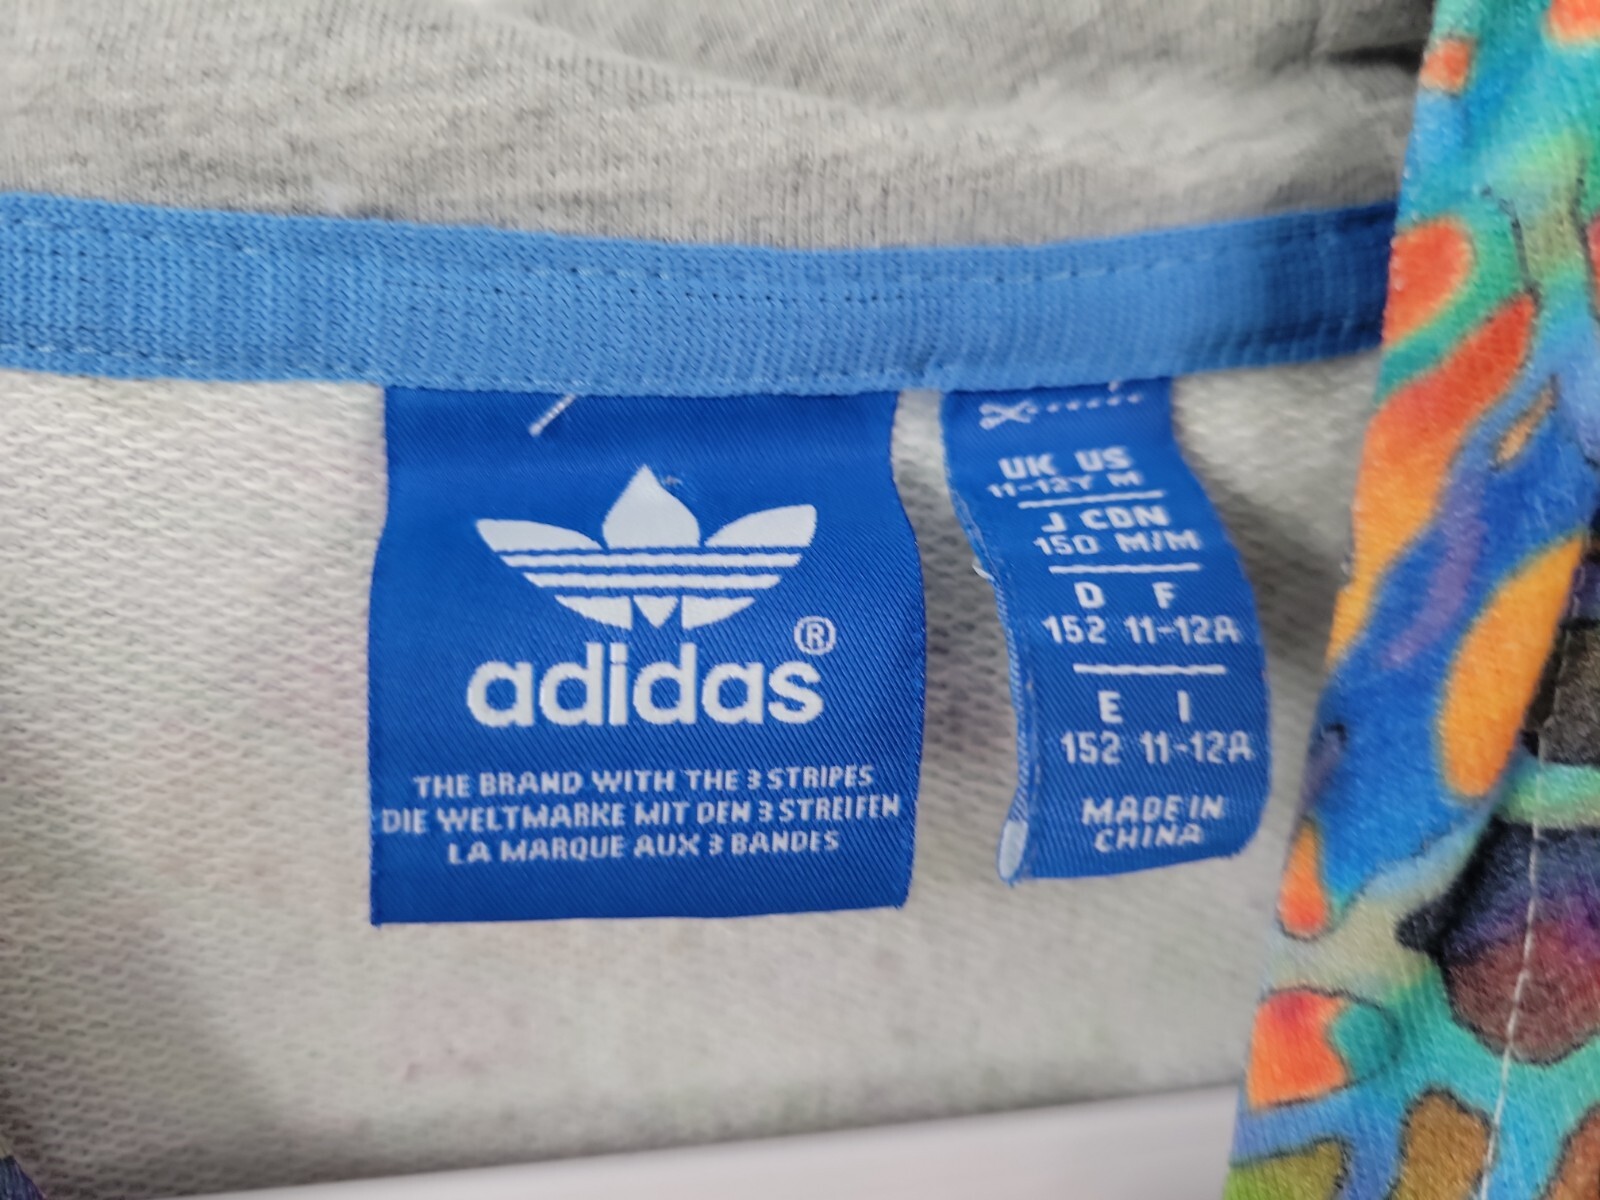 adidas®
THE BRAND WITH THE 3 STRIPES
DIE WELTMARKE MIT DEN 3 STREIFEN
LA MARQUE AUX 3 BANDES
UK US
11-12Y M
J CDN
150 M/M
D F
152 11-12A
E I
152 11-12A
MADE IN
CHINA